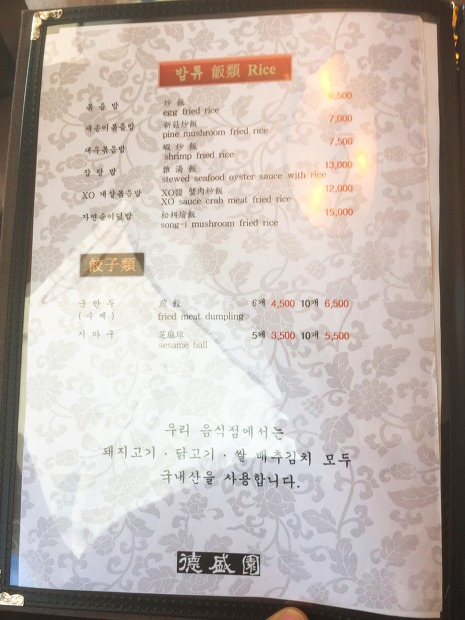 밥류 飯類 Rice
볶음밥 炒飯 6,500
egg fried rice
새송이볶음밥 新菇炒飯 7,000
pine mushroom fried rice
새우볶음밥 蝦炒飯 7,500
shrimp fried rice
잡탕밥 雜湯飯 13,000
stewed seafood oyster sauce with rice
XO 게살볶음밥 XO醬 蟹肉炒飯 12,000
XO sauce crab meat fried rice
자연송이덮밥 松栮燴飯 15,000
song-i mushroom fried rice
餃子類
군만두 煎餃 6개 4,500 10개 6,500
(수제) fried meat dumpling
지마구 芝麻球 5개 3,500 10개 5,500
sesame ball
우리 음식점에서는
돼지고기 · 닭고기 · 쌀 배추김치 모두
국내산을 사용합니다.
德盛園